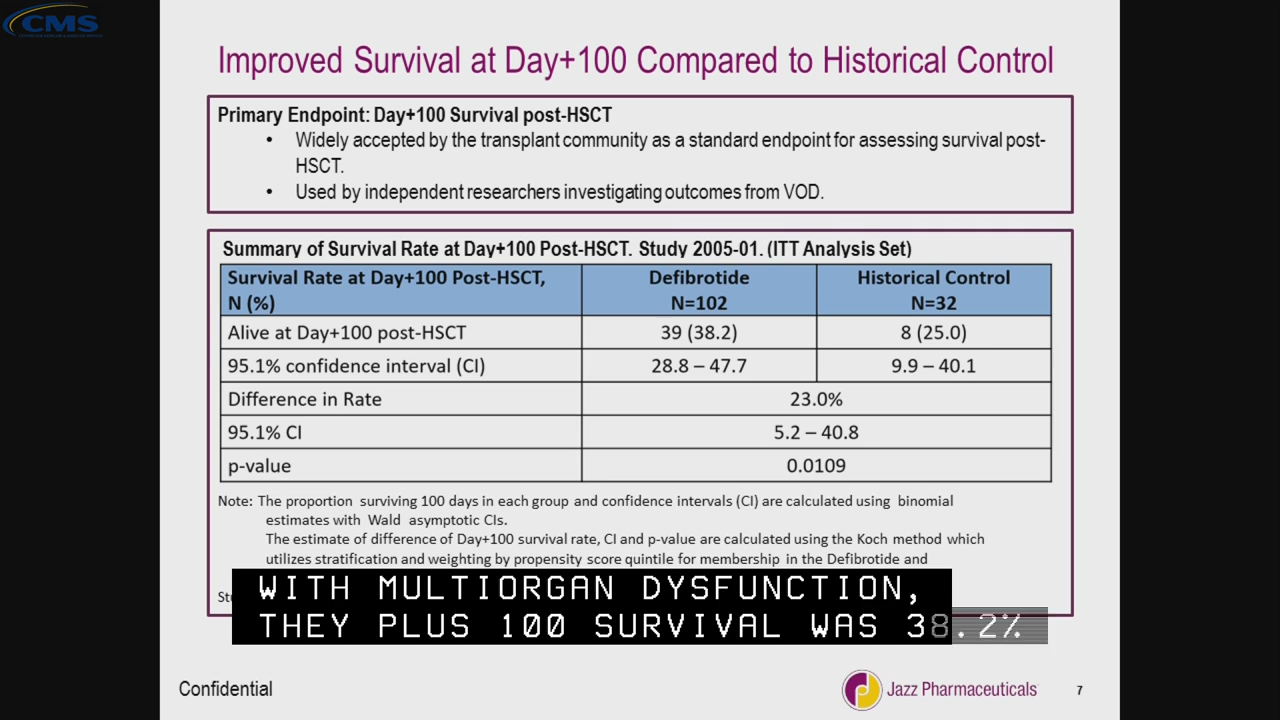 CMS
Improved Survival at Day+100 Compared to Historical Control
Primary Endpoint: Day+100 Survival post-HSCT
• Widely accepted by the transplant community as a standard endpoint for assessing survival post-
HSCT.
• Used by independent researchers investigating outcomes from VOD.
Summary of Survival Rate at Day+100 Post-HSCT. Study 2005-01. (ITT Analysis Set)
Survival Rate at Day+100 Post-HSCT, N (%) Defibrotide N=102 Historical Control N=32
Alive at Day+100 post-HSCT 39 (38.2) 8 (25.0)
95.1% confidence interval (CI) 28.8 – 47.7 9.9 – 40.1
Difference in Rate 23.0%
95.1% CI 5.2 – 40.8
p-value 0.0109
Note: The proportion surviving 100 days in each group and confidence intervals (CI) are calculated using binomial
estimates with Wald asymptotic CIs.
The estimate of difference of Day+100 survival rate, CI and p-value are calculated using the Koch method which
utilizes stratification and weighting by propensity score quintile for membership in the Defibrotide and
WITH MULTIORGAN DYSFUNCTION,
THEY PLUS 100 SURVIVAL WAS 38.2%
Confidential
Jazz Pharmaceuticals
7